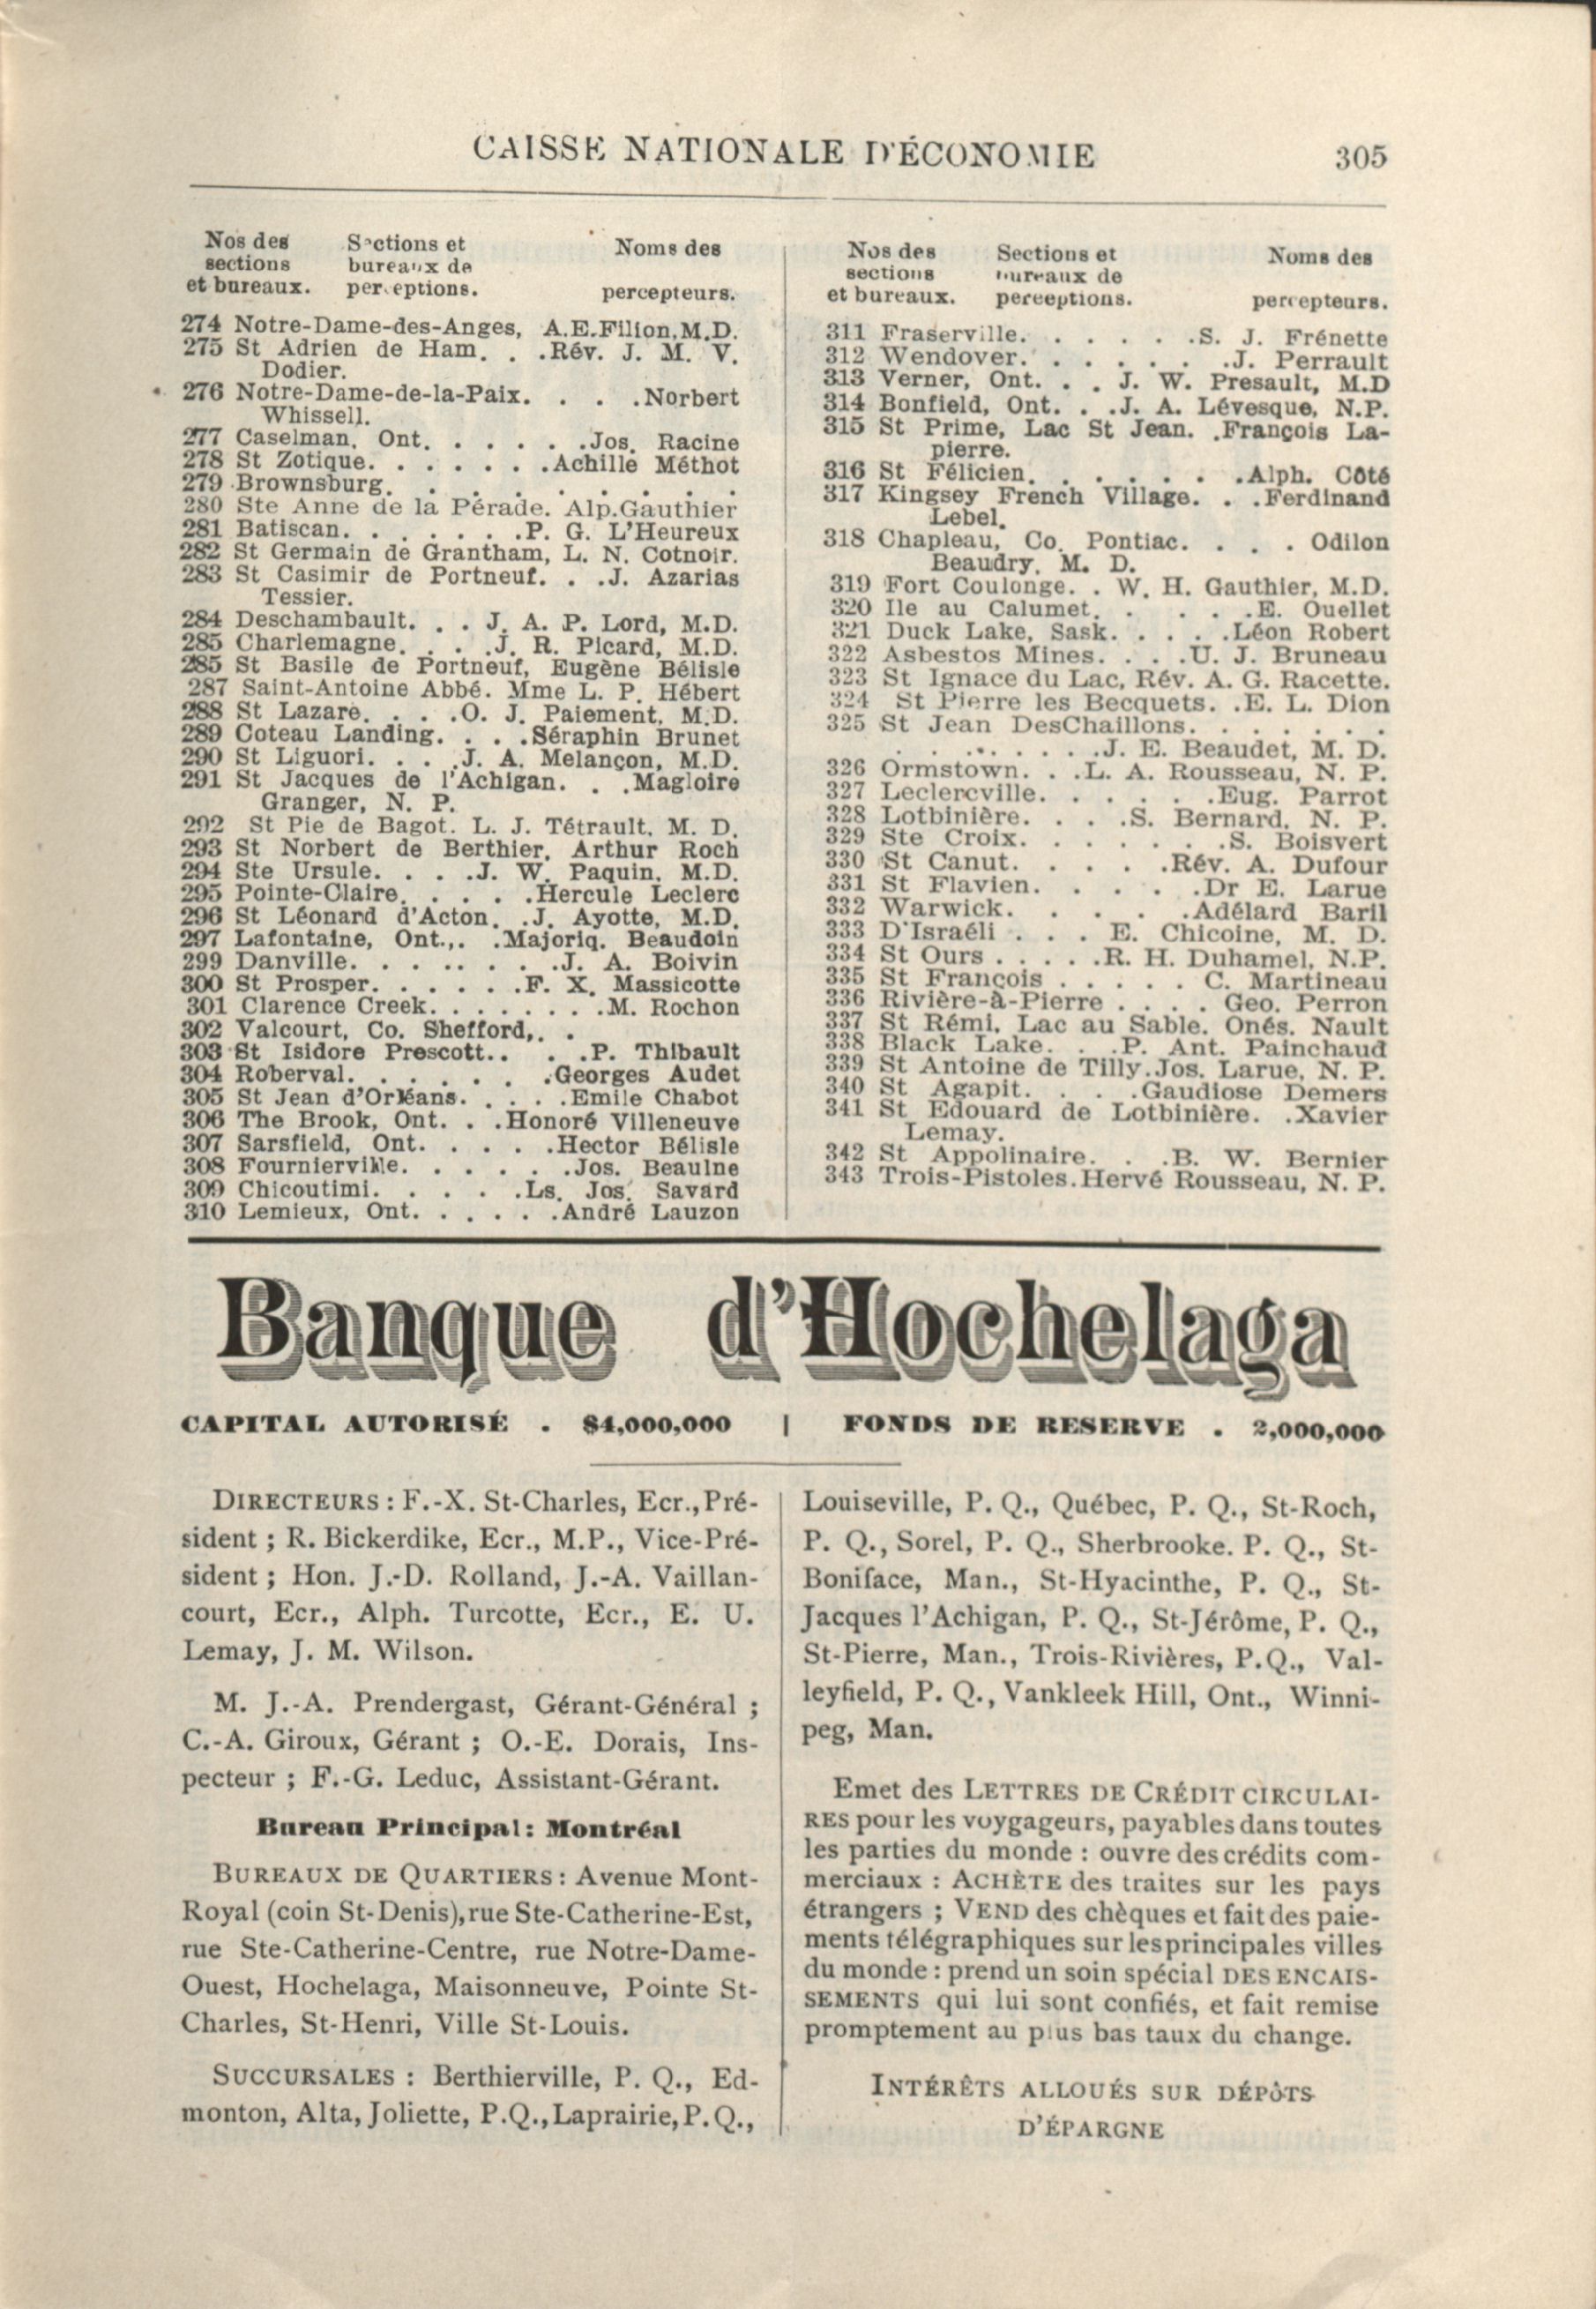 CAISSE NATIONALE D'ÉCONOMIE 305
Nos des Sections et Noms des
sections bureaux de
et bureaux. perceptions. percepteurs.
274 Notre-Dame-des-Anges, A.E.Filion,M.D.
275 St Adrien de Ham. . .Rév. J. M. V.
Dodier.
276 Notre-Dame-de-la-Paix. . . .Norbert
Whissell.
277 Caselman, Ont. . . . . .Jos. Racine
278 St Zotique. . . . . . .Achille Méthot
279 Brownsburg. . . . . . . . .
280 Ste Anne de la Pérade. Alp.Gauthier
281 Batiscan. . . . . . .P. G. L'Heureux
282 St Germain de Grantham, L. N. Cotnoir.
283 St Casimir de Portneuf. . .J. Azarias
Tessier.
284 Deschambault. . . J. A. P. Lord, M.D.
285 Charlemagne. . . .J. R. Picard, M.D.
285 St Basile de Portneuf, Eugène Bélisle
287 Saint-Antoine Abbé. Mme L. P. Hébert
288 St Lazare. . . .O. J. Paiement, M.D.
289 Coteau Landing. . . .Séraphin Brunet
290 St Liguori. . . .J. A. Melançon, M.D.
291 St Jacques de l'Achigan. . .Magloire
Granger, N. P.
292 St Pie de Bagot. L. J. Tétrault, M. D.
293 St Norbert de Berthier, Arthur Roch
294 Ste Ursule. . . .J. W. Paquin, M.D.
295 Pointe-Claire. . . . .Hercule Leclerc
296 St Léonard d'Acton. .J. Ayotte, M.D.
297 Lafontaine, Ont.,. .Majoriq. Beaudoin
299 Danville. . . . . . . .J. A. Boivin
300 St Prosper. . . . . .F. X. Massicotte
301 Clarence Creek. . . . . . . .M. Rochon
302 Valcourt, Co. Shefford,. .
303 St Isidore Prescott.. . .P. Thibault
304 Roberval. . . . . . .Georges Audet
305 St Jean d'Orléans. . . . .Emile Chabot
306 The Brook, Ont. . .Honoré Villeneuve
307 Sarsfield, Ont. . . . .Hector Bélisle
308 Fournierville. . . . . .Jos. Beaulne
309 Chicoutimi. . . . .Ls. Jos. Savard
310 Lemieux, Ont. . . . . .André Lauzon
Nos des Sections et Noms des
sections bureaux de
et bureaux. perceptions. percepteurs.
311 Fraserville. . . . . .S. J. Frénette
312 Wendover. . . . . . .J. Perrault
313 Verner, Ont. . . J. W. Presault, M.D
314 Bonfield, Ont. . .J. A. Lévesque, N.P.
315 St Prime, Lac St Jean. .François La-
pierre.
316 St Félicien. . . . . . .Alph. Côté
317 Kingsey French Village. . .Ferdinand
Lebel.
318 Chapleau, Co. Pontiac. . . . Odilon
Beaudry, M. D.
319 Fort Coulonge. . W. H. Gauthier, M.D.
320 Ile au Calumet. . . . . .E. Ouellet
321 Duck Lake, Sask. . . . .Léon Robert
322 Asbestos Mines. . . .U. J. Bruneau
323 St Ignace du Lac, Rév. A. G. Racette.
324 St Pierre les Becquets. .E. L. Dion
325 St Jean DesChaillons. . . . . . .
. . . . . . . .J. E. Beaudet, M. D.
326 Ormstown. . .L. A. Rousseau, N. P.
327 Leclercville. . . . . . .Eug. Parrot
328 Lotbinière. . . .S. Bernard, N. P.
329 Ste Croix. . . . . . .S. Boisvert
330 St Canut. . . . . .Rév. A. Dufour
331 St Flavien. . . . . .Dr E. Larue
332 Warwick. . . . . .Adélard Baril
333 D'Israéli . . . E. Chicoine, M. D.
334 St Ours . . . . .R. H. Duhamel, N.P.
335 St François . . . . . C. Martineau
336 Rivière-à-Pierre . . . . Geo. Perron
337 St Rémi, Lac au Sable. Onés. Nault
338 Black Lake. . .P. Ant. Painchaud
339 St Antoine de Tilly.Jos. Larue, N. P.
340 St Agapit. . . .Gaudiose Demers
341 St Edouard de Lotbinière. .Xavier
Lemay.
342 St Appolinaire. . .B. W. Bernier
343 Trois-Pistoles.Hervé Rousseau, N. P.
Banque d'Hochelaga
CAPITAL AUTORISÉ . $4,000,000 | FONDS DE RESERVE . 2,000,000
DIRECTEURS : F.-X. St-Charles, Ecr., Pré-
sident ; R. Bickerdike, Ecr., M.P., Vice-Pré-
sident ; Hon. J.-D. Rolland, J.-A. Vaillan-
court, Ecr., Alph. Turcotte, Ecr., E. U.
Lemay, J. M. Wilson.
M. J.-A. Prendergast, Gérant-Général ;
C.-A. Giroux, Gérant ; O.-E. Dorais, Ins-
pecteur ; F.-G. Leduc, Assistant-Gérant.
Bureau Principal: Montréal
BUREAUX DE QUARTIERS : Avenue Mont-
Royal (coin St-Denis), rue Ste-Catherine-Est,
rue Ste-Catherine-Centre, rue Notre-Dame-
Ouest, Hochelaga, Maisonneuve, Pointe St-
Charles, St-Henri, Ville St-Louis.
SUCCURSALES : Berthierville, P. Q., Ed-
monton, Alta, Joliette, P.Q., Laprairie, P. Q.,
Louiseville, P. Q., Québec, P. Q., St-Roch,
P. Q., Sorel, P. Q., Sherbrooke. P. Q., St-
Boniface, Man., St-Hyacinthe, P. Q., St-
Jacques l'Achigan, P. Q., St-Jérôme, P. Q.,
St-Pierre, Man., Trois-Rivières, P.Q., Val-
leyfield, P. Q., Vankleek Hill, Ont., Winni-
peg, Man.
Emet des LETTRES DE CRÉDIT CIRCULAI-
RES pour les voygageurs, payables dans toutes
les parties du monde : ouvre des crédits com-
merciaux : ACHÈTE des traites sur les pays
étrangers ; VEND des chèques et fait des paie-
ments télégraphiques sur lesprincipales villes
du monde : prend un soin spécial DES ENCAIS-
SEMENTS qui lui sont confiés, et fait remise
promptement au plus bas taux du change.
INTÉRÊTS ALLOUÉS SUR DÉPÔTS
D'ÉPARGNE